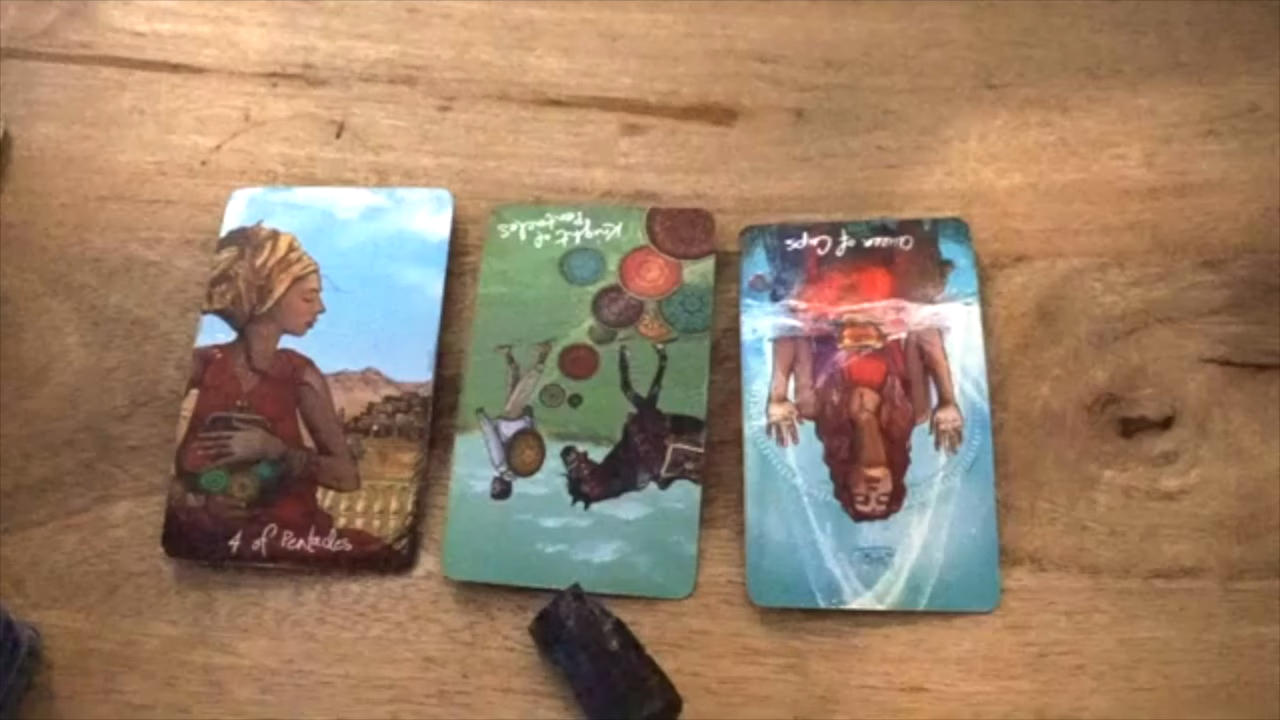 4 of Pentacles
Knight of
Pentacles
Queen of Cups